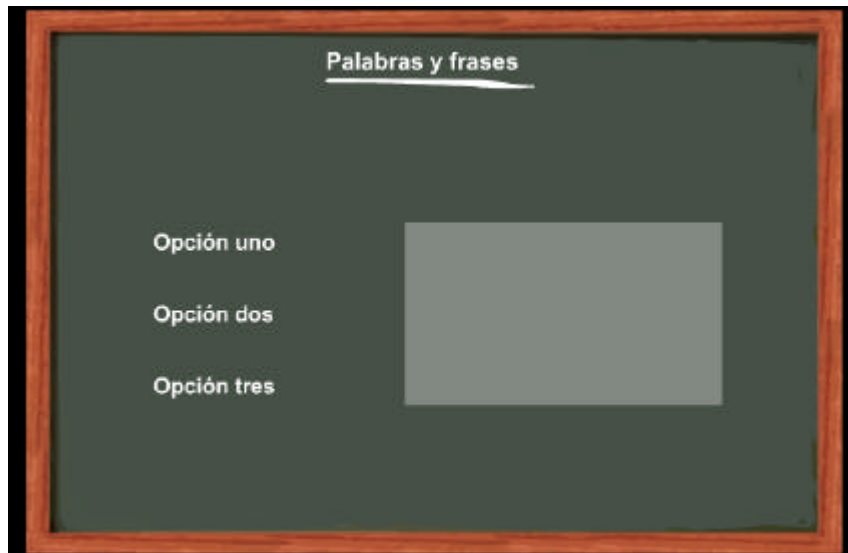 Palabras y frases
Opción uno
Opción dos
Opción tres